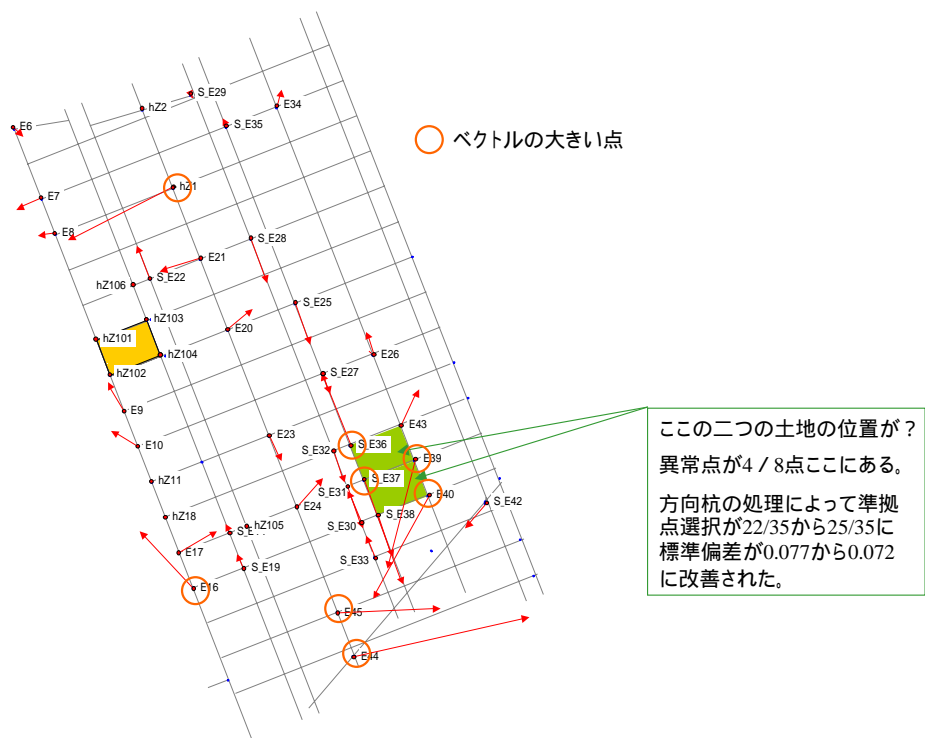 S_E29
E34
hZ2
E6
S_E35
ベクトルの大きい点
hZ1
E7
E8
S_E28
E21
S_E22
hZ106
S_E25
hZ103
E20
hZ101
hZ104
E26
hZ102
S_E27
E9
E43
E23
E10
S_E36
S_E32
E39
hZ11
S_E37
S_E31
E40
E24
S_E42
hZ18
S_E38
S_E30
hZ105
E17
S_E33
S_E19
E16
E45
E44
ここの二つの土地の位置が？
異常点が4／8点ここにある。
方向杭の処理によって準拠
点選択が22/35から25/35に
標準偏差が0.077から0.072
に改善された。